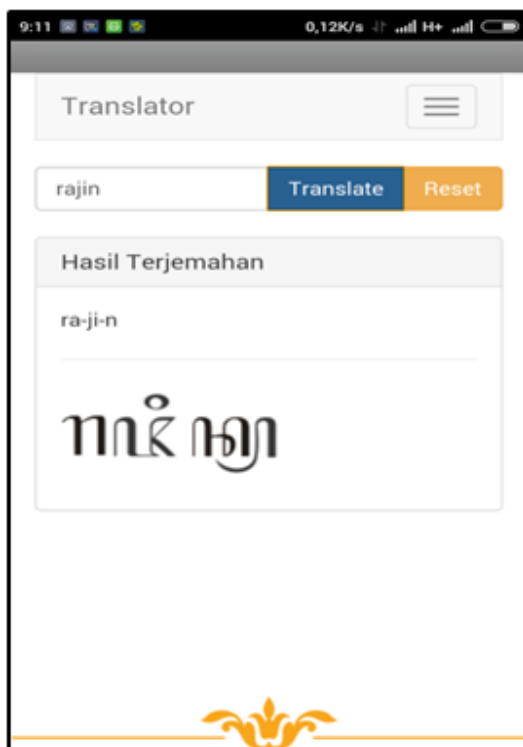 9:11 0,12K/s H+
Translator
rajin Translate Reset
Hasil Terjemahan
ra-ji-n
ꦫꦗꦶꦤ꧀